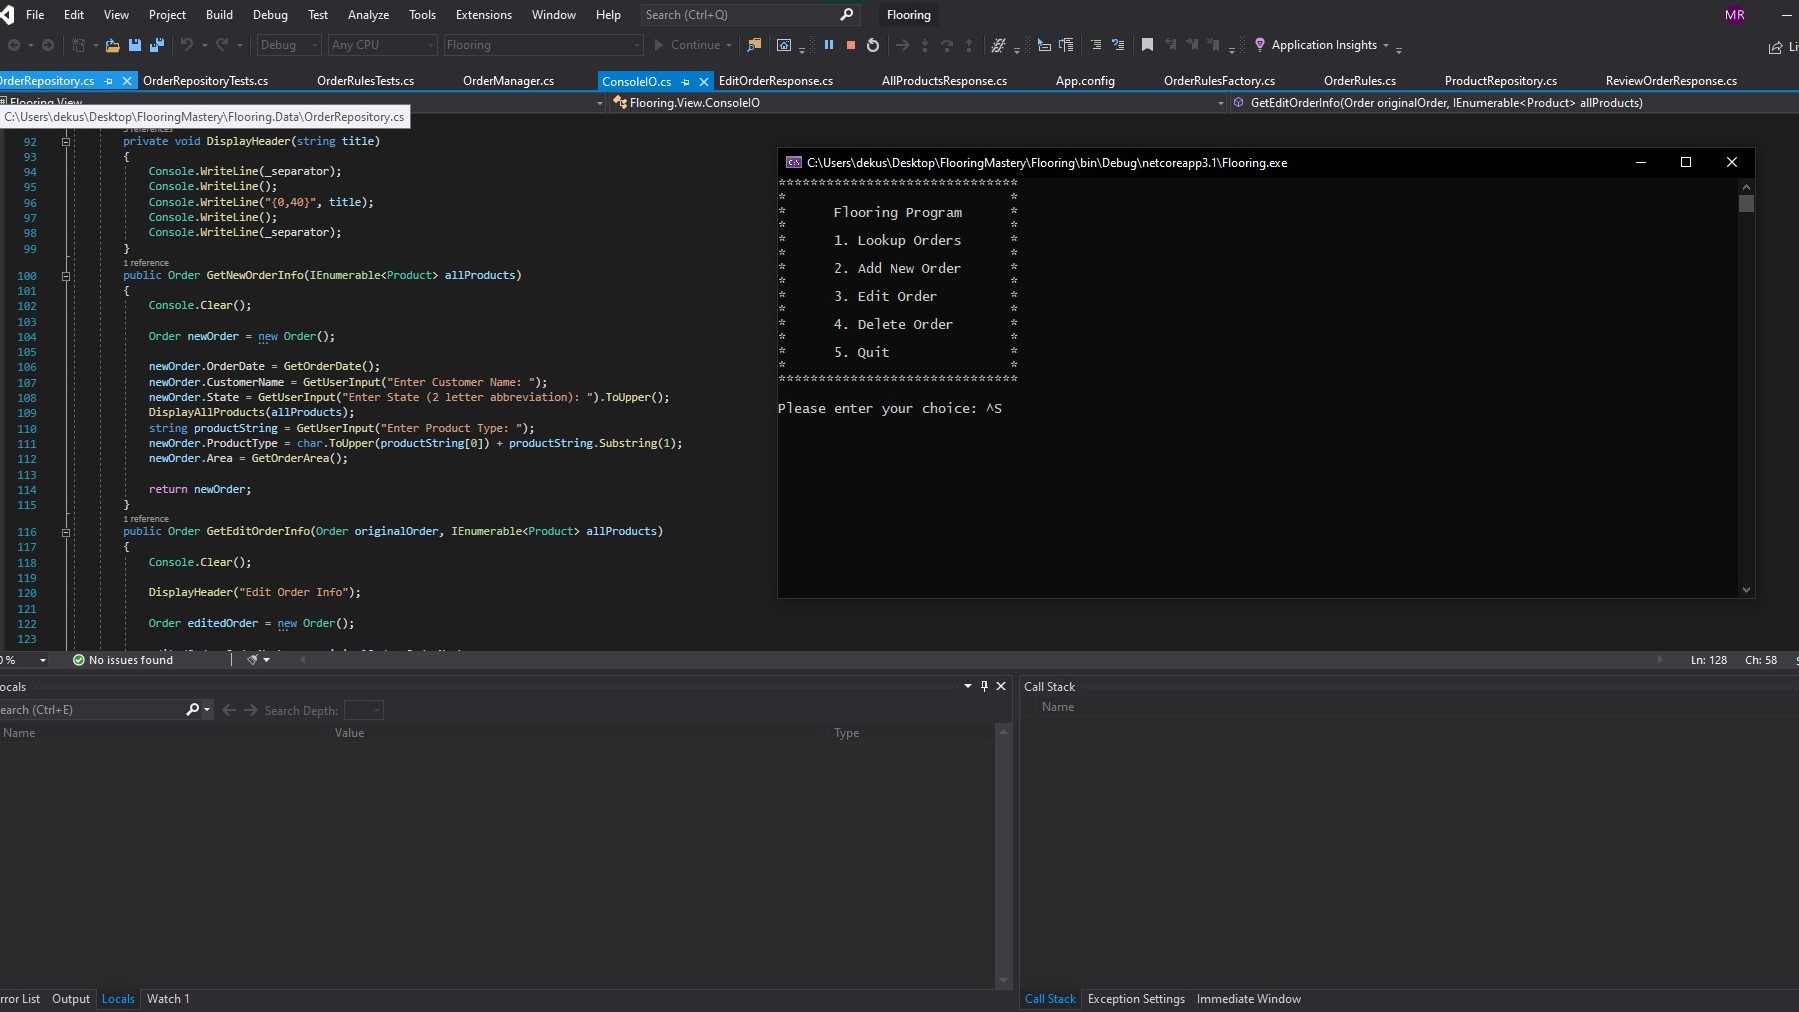 File Edit View Project Build Debug Test Analyze Tools Extensions Window Help Search (Ctrl+Q) Flooring MR
Debug Any CPU Flooring Continue Application Insights
OrderRepository.cs OrderRepositoryTests.cs OrderRulesTests.cs OrderManager.cs ConsoleIO.cs EditOrderResponse.cs AllProductsResponse.cs App.config OrderRulesFactory.cs OrderRules.cs ProductRepository.cs ReviewOrderResponse.cs
Flooring.View Flooring.View.ConsoleIO GetEditOrderInfo(Order originalOrder, IEnumerable<Product> allProducts)
C:\Users\dekus\Desktop\FlooringMastery\Flooring.Data\OrderRepository.cs
92 private void DisplayHeader(string title)
93 {
94 Console.WriteLine(_separator);
95 Console.WriteLine();
96 Console.WriteLine("{0,40}", title);
97 Console.WriteLine();
98 Console.WriteLine(_separator);
99 }
1 reference
100 public Order GetNewOrderInfo(IEnumerable<Product> allProducts)
101 {
102 Console.Clear();
103
104 Order newOrder = new Order();
105
106 newOrder.OrderDate = GetOrderDate();
107 newOrder.CustomerName = GetUserInput("Enter Customer Name: ");
108 newOrder.State = GetUserInput("Enter State (2 letter abbreviation): ").ToUpper();
109 DisplayAllProducts(allProducts);
110 string productString = GetUserInput("Enter Product Type: ");
111 newOrder.ProductType = char.ToUpper(productString[0]) + productString.Substring(1);
112 newOrder.Area = GetOrderArea();
113
114 return newOrder;
115 }
1 reference
116 public Order GetEditOrderInfo(Order originalOrder, IEnumerable<Product> allProducts)
117 {
118 Console.Clear();
119
120 DisplayHeader("Edit Order Info");
121
122 Order editedOrder = new Order();
123
C:\Users\dekus\Desktop\FlooringMastery\Flooring\bin\Debug\netcoreapp3.1\Flooring.exe
******************************
* *
* Flooring Program *
* *
* 1. Lookup Orders *
* *
* 2. Add New Order *
* *
* 3. Edit Order *
* *
* 4. Delete Order *
* *
* 5. Quit *
* *
******************************
Please enter your choice: ^S
0 % No issues found Ln: 128 Ch: 58
ocals
earch (Ctrl+E) Search Depth:
Name Value Type
Call Stack
Name
rror List Output Locals Watch 1
Call Stack Exception Settings Immediate Window